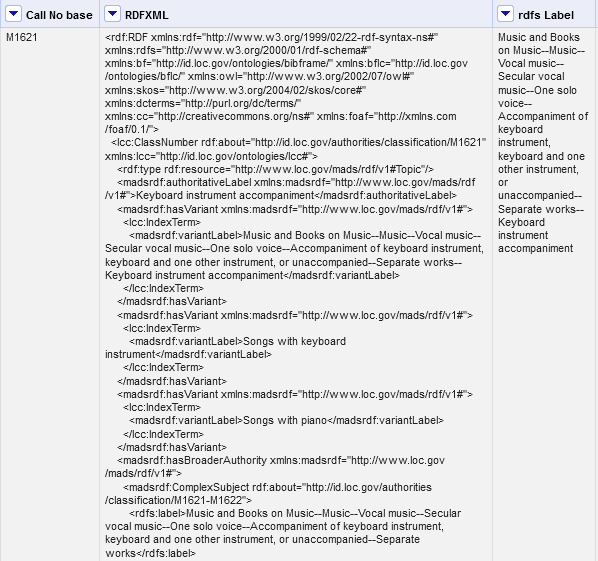 Call No base RDFXML rdfs Label
M1621
<rdf:RDF xmlns:rdf="http://www.w3.org/1999/02/22-rdf-syntax-ns#"
xmlns:rdfs="http://www.w3.org/2000/01/rdf-schema#"
xmlns:bf="http://id.loc.gov/ontologies/bibframe/" xmlns:bflc="http://id.loc.gov
/ontologies/bflc/" xmlns:owl="http://www.w3.org/2002/07/owl#"
xmlns:skos="http://www.w3.org/2004/02/skos/core#"
xmlns:dcterms="http://purl.org/dc/terms/"
xmlns:cc="http://creativecommons.org/ns#" xmlns:foaf="http://xmlns.com
/foaf/0.1/">
<lcc:ClassNumber rdf:about="http://id.loc.gov/authorities/classification/M1621"
xmlns:lcc="http://id.loc.gov/ontologies/lcc#">
<rdf:type rdf:resource="http://www.loc.gov/mads/rdf/v1#Topic"/>
<madsrdf:authoritativeLabel xmlns:madsrdf="http://www.loc.gov/mads/rdf
/v1#">Keyboard instrument accompaniment</madsrdf:authoritativeLabel>
<madsrdf:hasVariant xmlns:madsrdf="http://www.loc.gov/mads/rdf/v1#">
<lcc:IndexTerm>
<madsrdf:variantLabel>Music and Books on Music--Music--Vocal music--
Secular vocal music--One solo voice--Accompaniment of keyboard instrument,
keyboard and one other instrument, or unaccompanied--Separate works--
Keyboard instrument accompaniment</madsrdf:variantLabel>
</lcc:IndexTerm>
</madsrdf:hasVariant>
<madsrdf:hasVariant xmlns:madsrdf="http://www.loc.gov/mads/rdf/v1#">
<lcc:IndexTerm>
<madsrdf:variantLabel>Songs with keyboard
instrument</madsrdf:variantLabel>
</lcc:IndexTerm>
</madsrdf:hasVariant>
<madsrdf:hasVariant xmlns:madsrdf="http://www.loc.gov/mads/rdf/v1#">
<lcc:IndexTerm>
<madsrdf:variantLabel>Songs with piano</madsrdf:variantLabel>
</lcc:IndexTerm>
</madsrdf:hasVariant>
<madsrdf:hasBroaderAuthority xmlns:madsrdf="http://www.loc.gov
/mads/rdf/v1#">
<madsrdf:ComplexSubject rdf:about="http://id.loc.gov/authorities
/classification/M1621-M1622">
<rdfs:label>Music and Books on Music--Music--Vocal music--Secular
vocal music--One solo voice--Accompaniment of keyboard instrument,
keyboard and one other instrument, or unaccompanied--Separate
works</rdfs:label>
Music and Books
on Music--Music--
Vocal music--
Secular vocal
music--One solo
voice--
Accompaniment of
keyboard
instrument,
keyboard and one
other instrument,
or
unaccompanied--
Separate works--
Keyboard
instrument
accompaniment